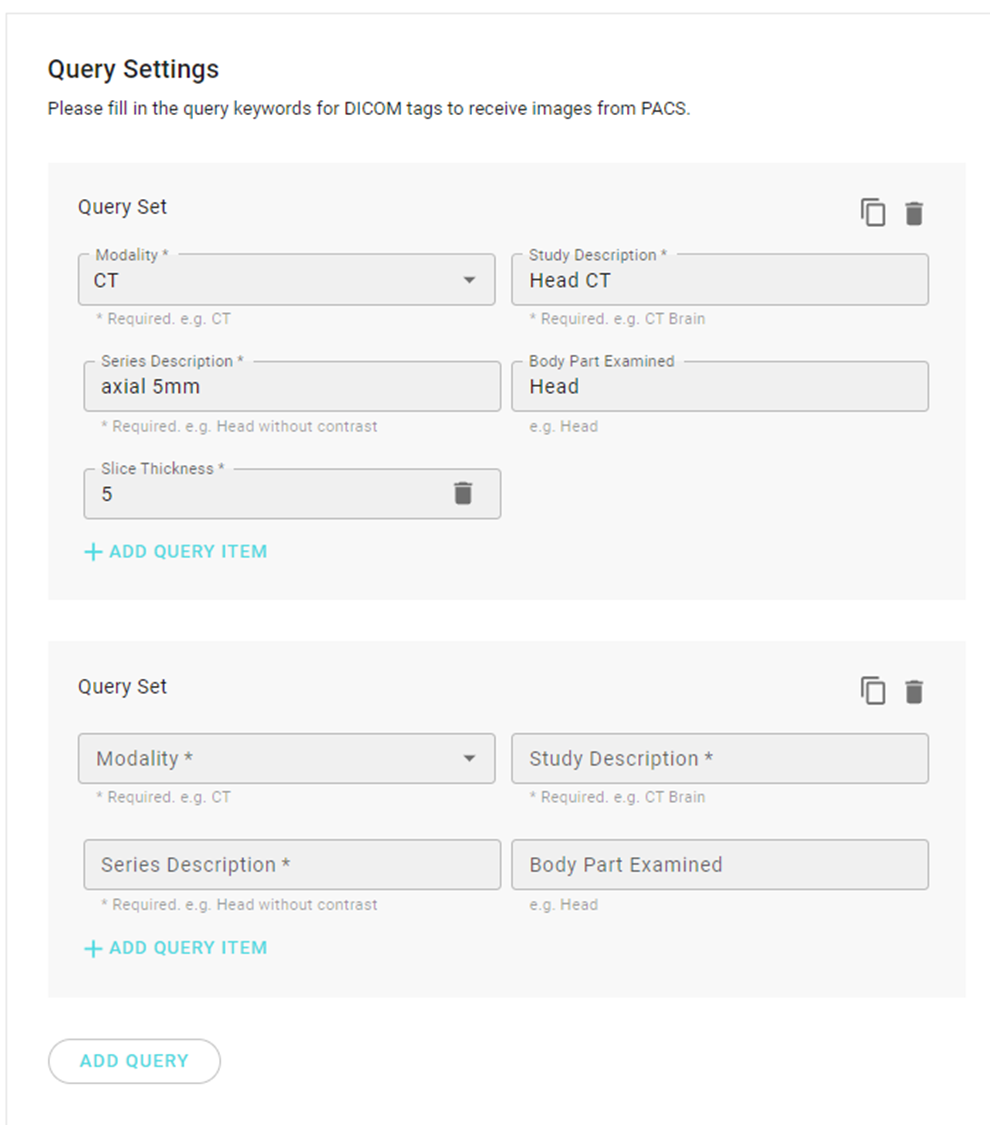 Query Settings
Please fill in the query keywords for DICOM tags to receive images from PACS.
Query Set
Modality * Study Description *
CT Head CT
* Required. e.g. CT * Required. e.g. CT Brain
Series Description * Body Part Examined
axial 5mm Head
* Required. e.g. Head without contrast e.g. Head
Slice Thickness *
5
+ ADD QUERY ITEM
Query Set
Modality * Study Description *
* Required. e.g. CT * Required. e.g. CT Brain
Series Description * Body Part Examined
* Required. e.g. Head without contrast e.g. Head
+ ADD QUERY ITEM
ADD QUERY